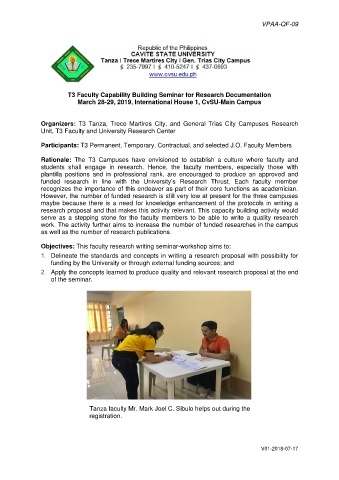 VPAA-QF-09
Republic of the Philippines
CAVITE STATE UNIVERSITY
Tanza / Trece Martires City / Gen. Trias City Campuses
235-7997 I 410-5247 I 437-0693
www.cvsu.edu.ph
T3 Faculty Capability Building Seminar for Research Documentation
March 28-29, 2019, International House 1, CvSU-Main Campus
Organizers: T3 Tanza, Trece Martires City, and General Trias City Campuses Research
Unit, T3 Faculty and University Research Center
Participants: T3 Permanent, Temporary, Contractual, and selected J.O. Faculty Members
Rationale: The T3 Campuses have envisioned to establish a culture where faculty and
students shall engage in research. Hence, the faculty members, especially those with
plantilla positions and in professional rank, are encouraged to produce an approved and
funded research in line with the University's Research Thrust. Each faculty member
recognizes the importance of this endeavor as part of their core functions as academician.
However, the number of funded research is still very low at present for the three campuses
maybe because there is a need for knowledge enhancement of the protocols in writing a
research proposal and that makes this activity relevant. This capacity building activity would
serve as a stepping stone for the faculty members to be able to write a quality research
work. The activity further aims to increase the number of funded researches in the campus
as well as the number of research publications.
Objectives: This faculty research writing seminar-workshop aims to:
1. Delineate the standards and concepts in writing a research proposal with possibility for
funding by the University or through external funding sources; and
2. Apply the concepts learned to produce quality and relevant research proposal at the end
of the seminar.
Tanza faculty Mr. Mark Joel C. Sibulo helps out during the
registration.
V01-2018-07-17